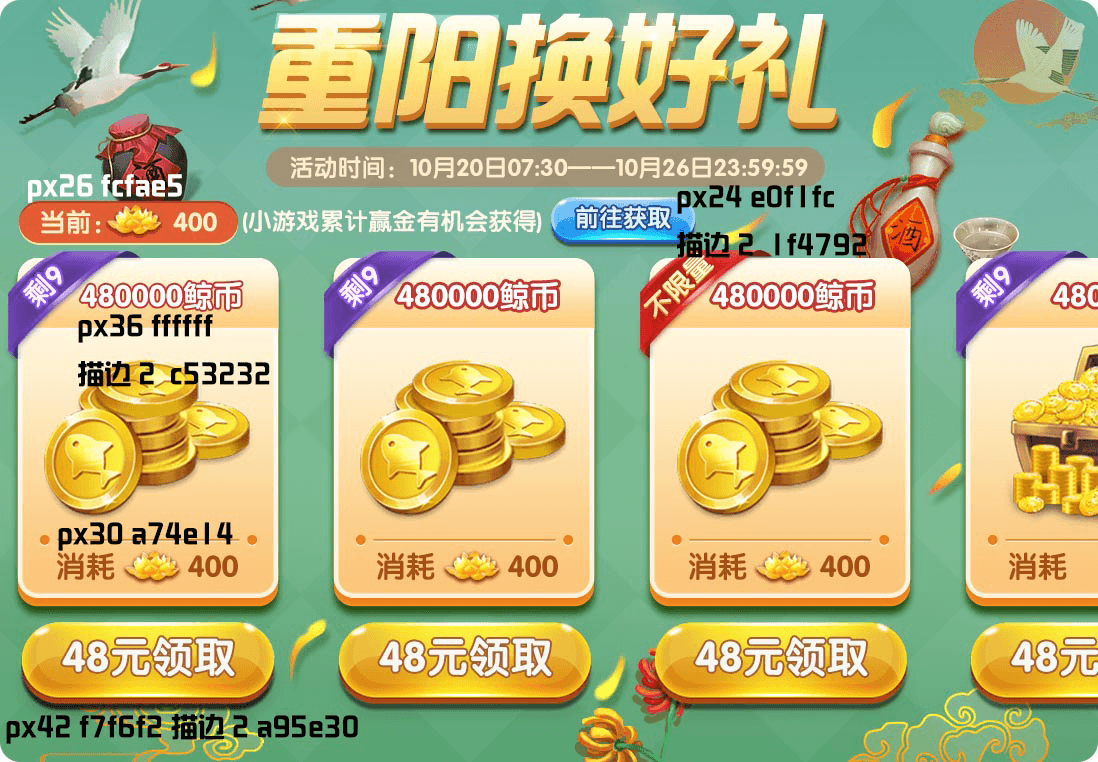 重阳换好礼
活动时间：10月20日07:30——10月26日23:59:59
酒
px26 fcfae5
当前： 400 (小游戏累计赢金有机会获得) 前往获取
px24 e0f1fc
描边 2 1f4792
酒
剩9 480000鲸币
px36 ffffff
描边 2 c53232
px30 a74e14
消耗 400
48元领取
px42 f7f6f2 描边 2 a95e30
剩9 480000鲸币
消耗 400
48元领取
不限量 480000鲸币
消耗 400
48元领取
剩9 480
消耗
48元